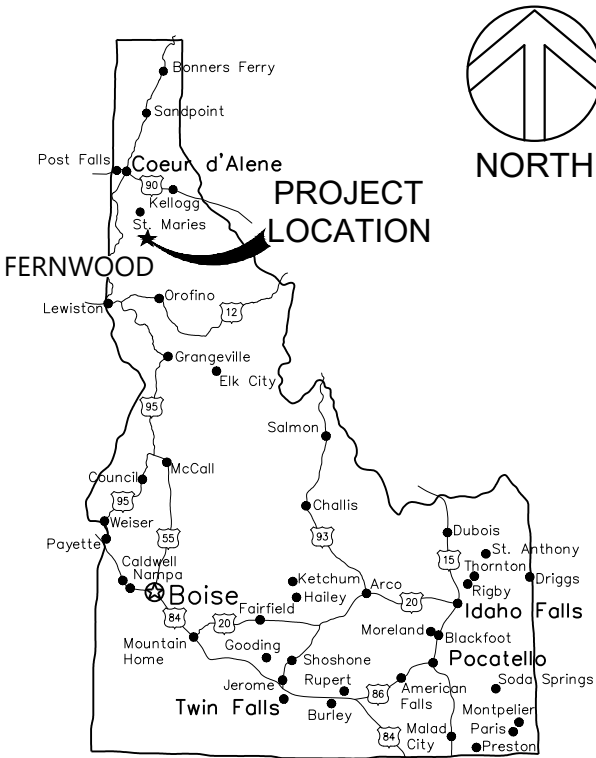 Bonners Ferry
Sandpoint
NORTH
Post Falls
Coeur d'Alene
90
Kellogg
PROJECT
LOCATION
St. Maries
FERNWOOD
Lewiston
Orofino
12
Grangeville
Elk City
95
Salmon
McCall
Council
95
Weiser
Payette
55
Challis
93
Dubois
15
St. Anthony
Thornton
Rigby
Driggs
Caldwell
Nampa
Boise
84
Ketchum
Hailey
Arco
20
Idaho Falls
Fairfield
20
Mountain
Home
Gooding
Shoshone
Moreland
Blackfoot
Pocatello
Soda Springs
Jerome
Rupert
86
American
Falls
Twin Falls
Burley
84
Malad
City
Montpelier
Paris
Preston